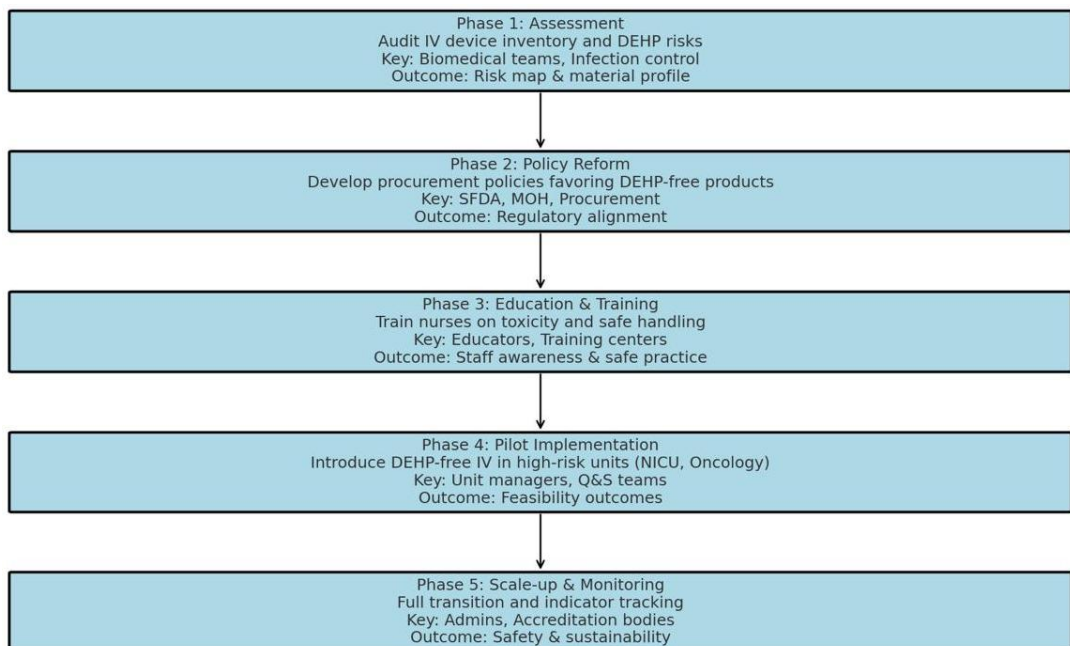 Phase 1: Assessment
Audit IV device inventory and DEHP risks
Key: Biomedical teams, Infection control
Outcome: Risk map & material profile
Phase 2: Policy Reform
Develop procurement policies favoring DEHP-free products
Key: SFDA, MOH, Procurement
Outcome: Regulatory alignment
Phase 3: Education & Training
Train nurses on toxicity and safe handling
Key: Educators, Training centers
Outcome: Staff awareness & safe practice
Phase 4: Pilot Implementation
Introduce DEHP-free IV in high-risk units (NICU, Oncology)
Key: Unit managers, Q&S teams
Outcome: Feasibility outcomes
Phase 5: Scale-up & Monitoring
Full transition and indicator tracking
Key: Admins, Accreditation bodies
Outcome: Safety & sustainability